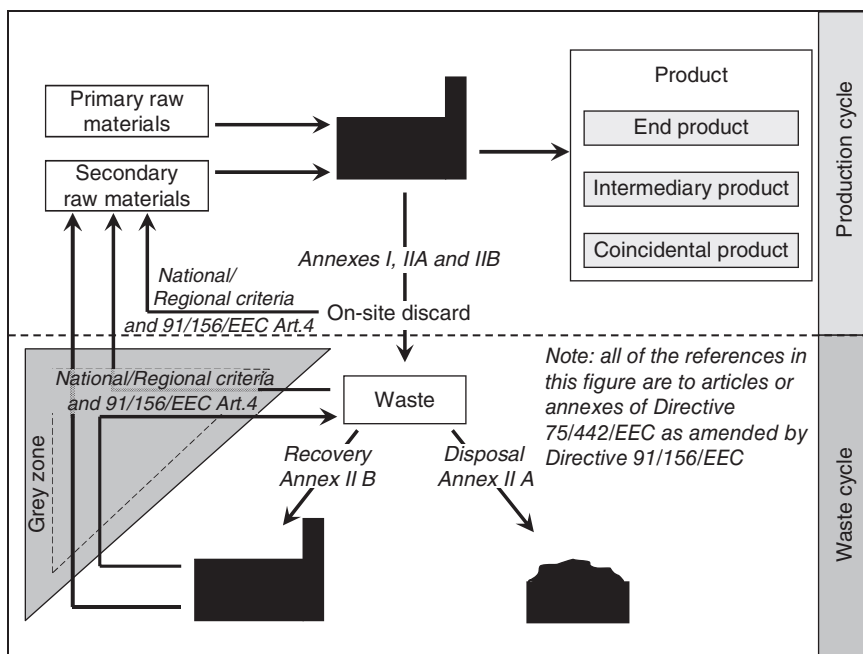 Primary raw
materials
Secondary
raw materials
Product
End product
Intermediary product
Coincidental product
Production cycle
Annexes I, IIA and IIB
National/
Regional criteria
and 91/156/EEC Art.4
On-site discard
National/Regional criteria
and 91/156/EEC Art.4
Waste
Note: all of the references in
this figure are to articles or
annexes of Directive
75/442/EEC as amended by
Directive 91/156/EEC
Recovery
Annex II B
Disposal
Annex II A
Grey zone
Waste cycle